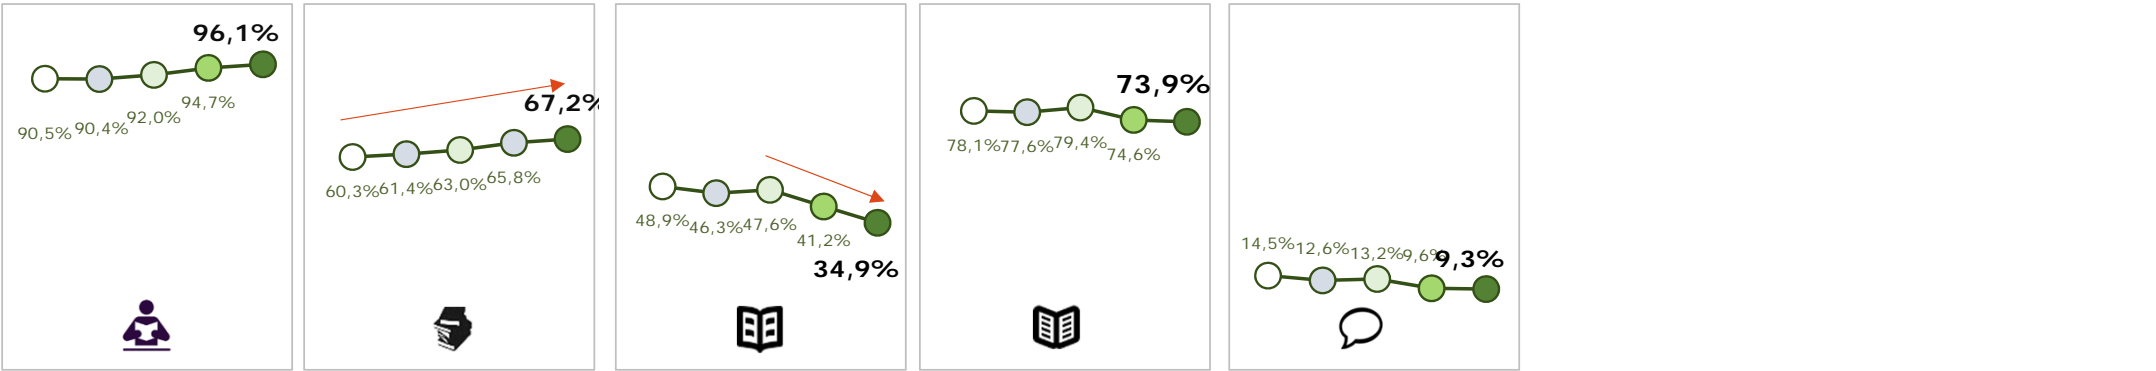 96,1%
90,5% 90,4% 92,0% 94,7%
67,2%
60,3% 61,4% 63,0% 65,8%
48,9% 46,3% 47,6% 41,2%
34,9%
73,9%
78,1% 77,6% 79,4% 74,6%
14,5% 12,6% 13,2% 9,6% 9,3%